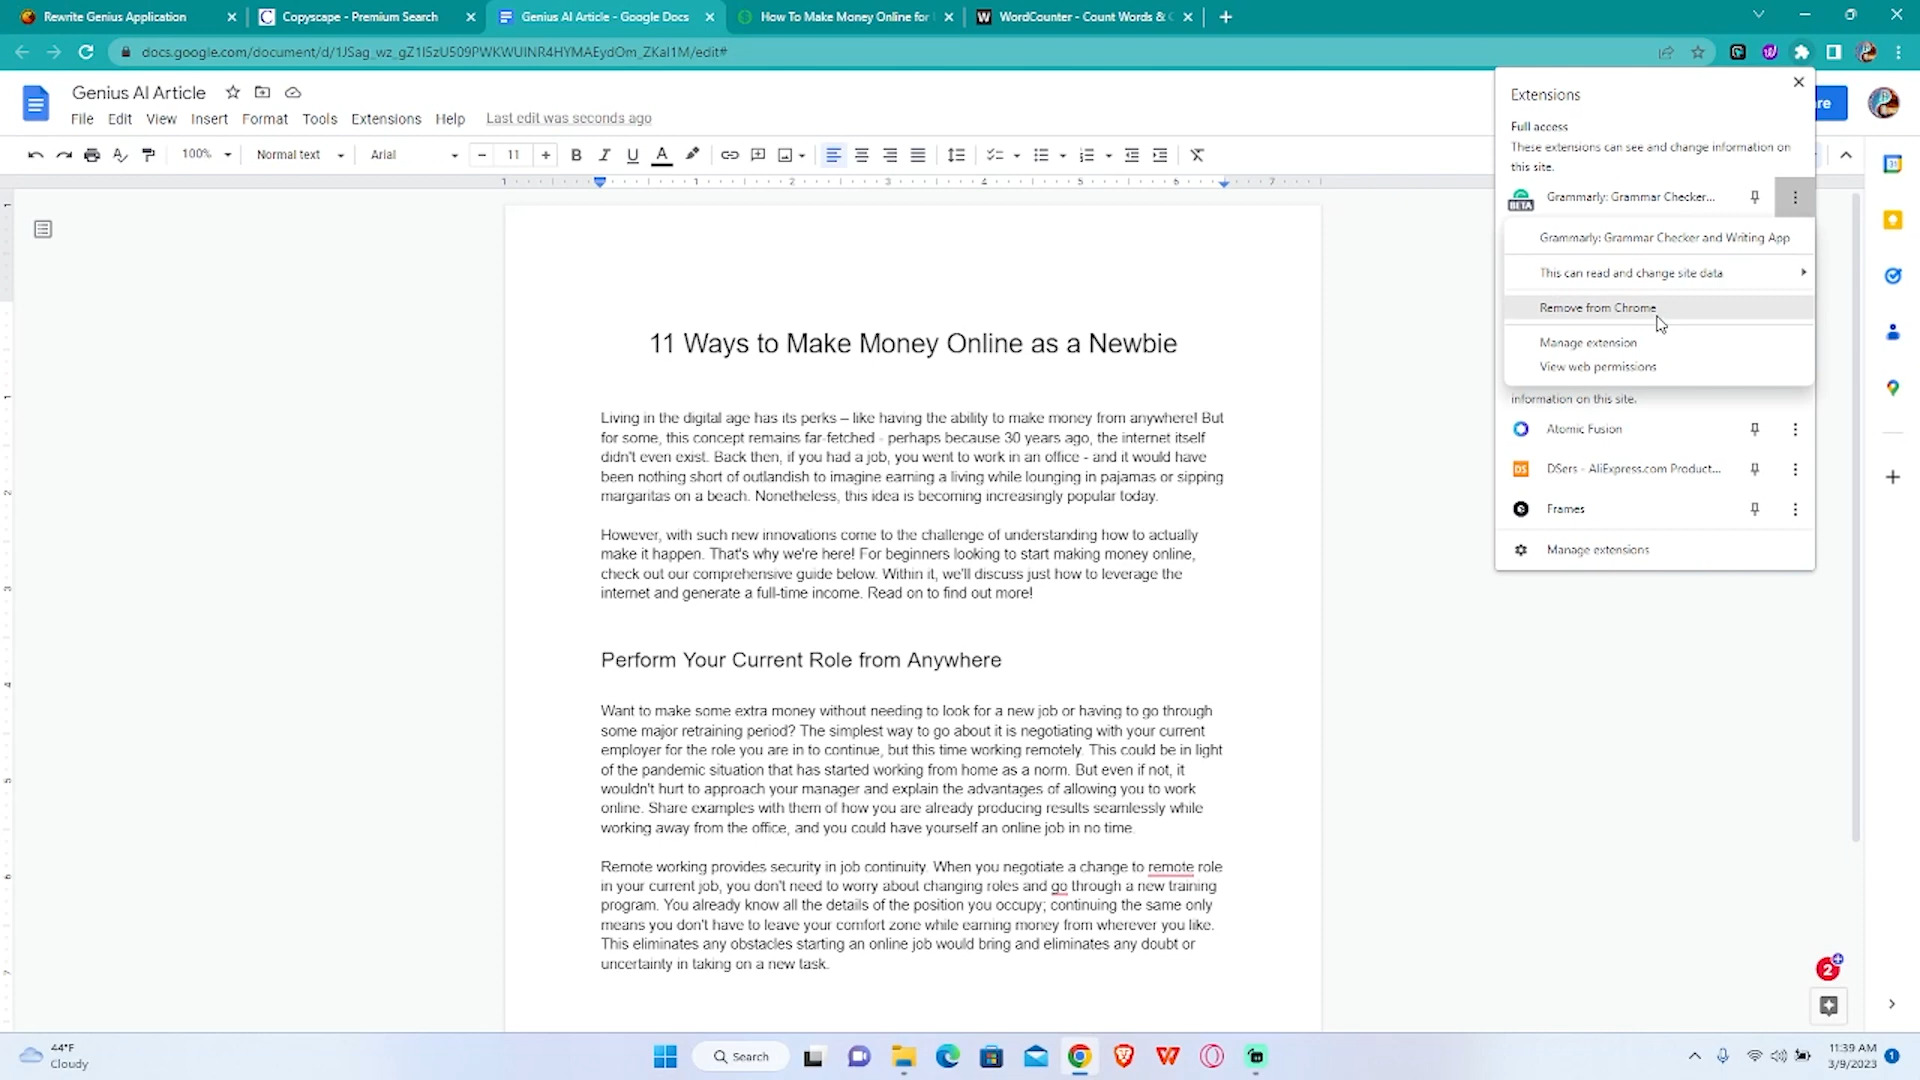 Rewrite Genius Application
Copyscape - Premium Search
Genius AI Article - Google Docs
How To Make Money Online for
WordCounter - Count Words &
docs.google.com/document/d/1JSag_wz_gZ1I5zU509PWKWUINR4HYMAEydOm_ZKaI1M/edit#
Genius AI Article
File Edit View Insert Format Tools Extensions Help Last edit was seconds ago
100% Normal text Arial 11
Extensions
Full access
These extensions can see and change information on
this site.
Grammarly: Grammar Checker...
Grammarly: Grammar Checker and Writing App
This can read and change site data
Remove from Chrome
Manage extension
View web permissions
information on this site.
Atomic Fusion
DSers - AliExpress.com Product...
Frames
Manage extensions
11 Ways to Make Money Online as a Newbie
Living in the digital age has its perks – like having the ability to make money from anywhere! But
for some, this concept remains far-fetched - perhaps because 30 years ago, the internet itself
didn't even exist. Back then, if you had a job, you went to work in an office - and it would have
been nothing short of outlandish to imagine earning a living while lounging in pajamas or sipping
margaritas on a beach. Nonetheless, this idea is becoming increasingly popular today.
However, with such new innovations come to the challenge of understanding how to actually
make it happen. That's why we're here! For beginners looking to start making money online,
check out our comprehensive guide below. Within it, we'll discuss just how to leverage the
internet and generate a full-time income. Read on to find out more!
Perform Your Current Role from Anywhere
Want to make some extra money without needing to look for a new job or having to go through
some major retraining period? The simplest way to go about it is negotiating with your current
employer for the role you are in to continue, but this time working remotely. This could be in light
of the pandemic situation that has started working from home as a norm. But even if not, it
wouldn't hurt to approach your manager and explain the advantages of allowing you to work
online. Share examples with them of how you are already producing results seamlessly while
working away from the office, and you could have yourself an online job in no time.
Remote working provides security in job continuity. When you negotiate a change to remote role
in your current job, you don't need to worry about changing roles and go through a new training
program. You already know all the details of the position you occupy; continuing the same only
means you don't have to leave your comfort zone while earning money from wherever you like.
This eliminates any obstacles starting an online job would bring and eliminates any doubt or
uncertainty in taking on a new task.
2
44°F
Cloudy
Search
11:39 AM
3/9/2023